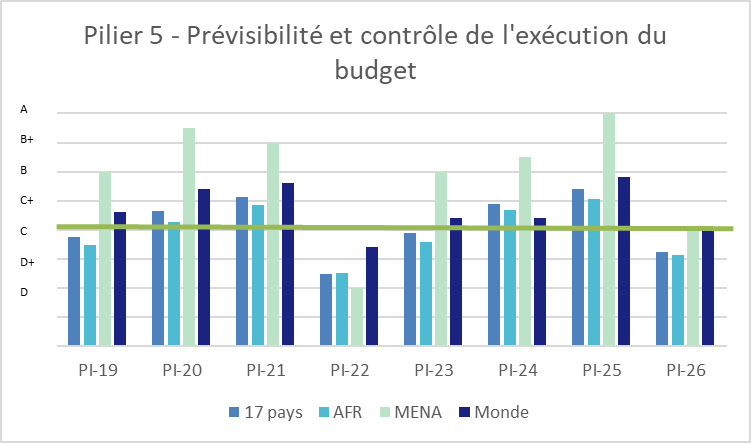 Pilier 5 - Prévisibilité et contrôle de l'exécution du
budget
A
B+
B
C+
C
D+
D
PI-19 PI-20 PI-21 PI-22 PI-23 PI-24 PI-25 PI-26
17 pays AFR MENA Monde